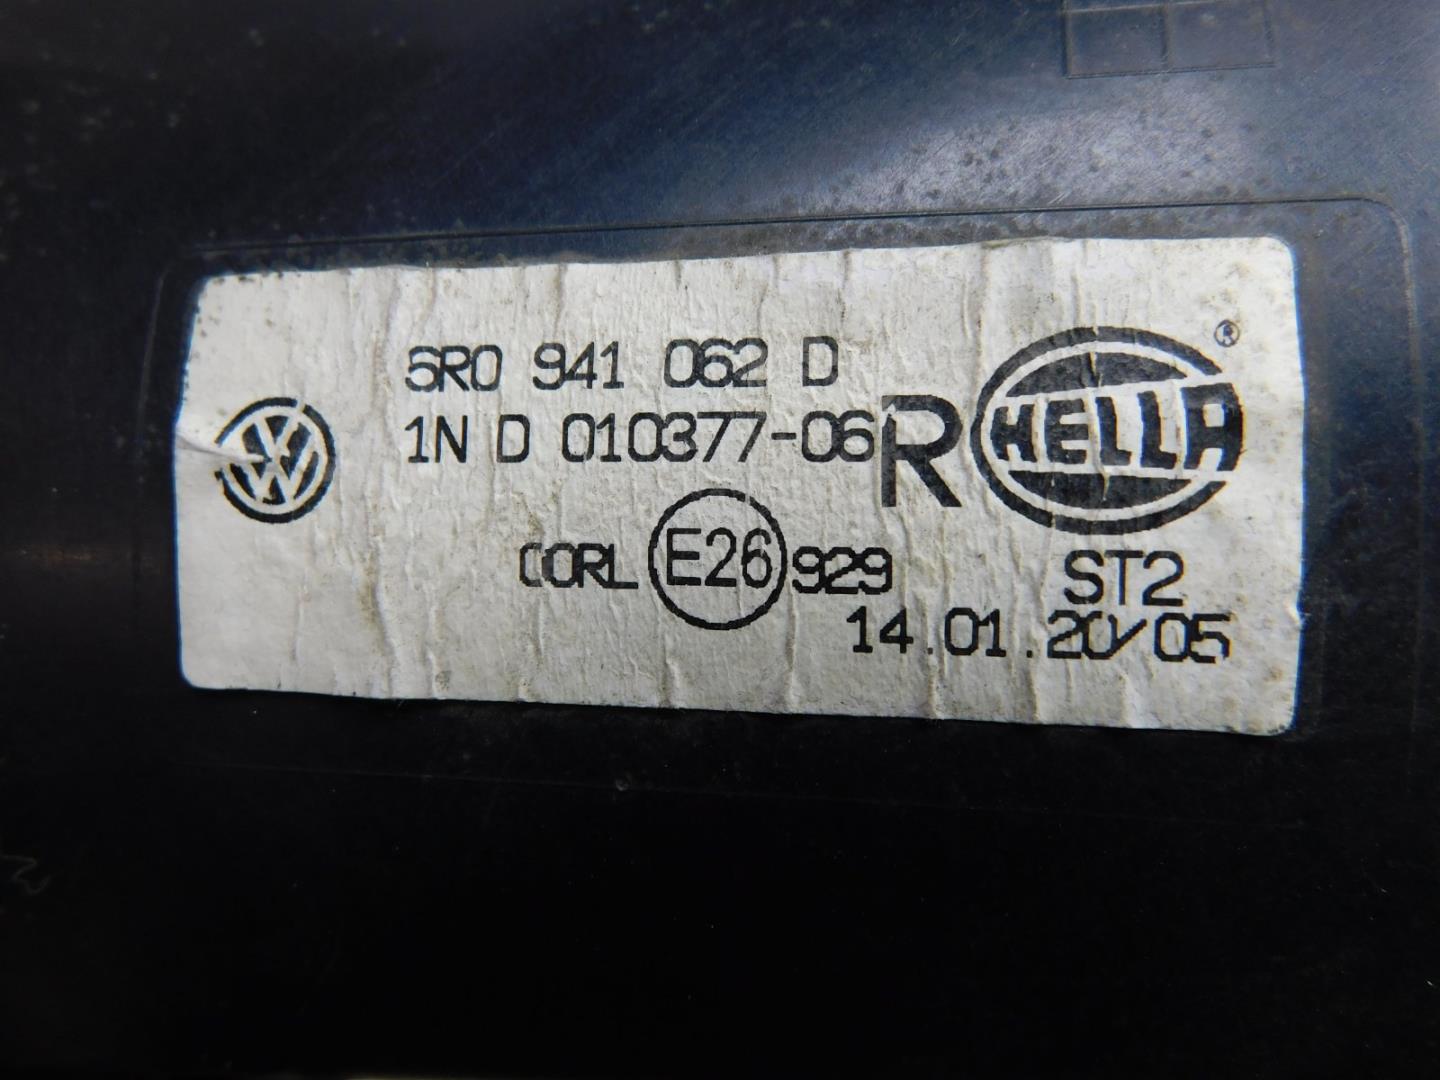 6R0 941 062 D
1N D 010377-06 R HELLA ®
VW
CORL E26 929 ST2
14.01.20/05